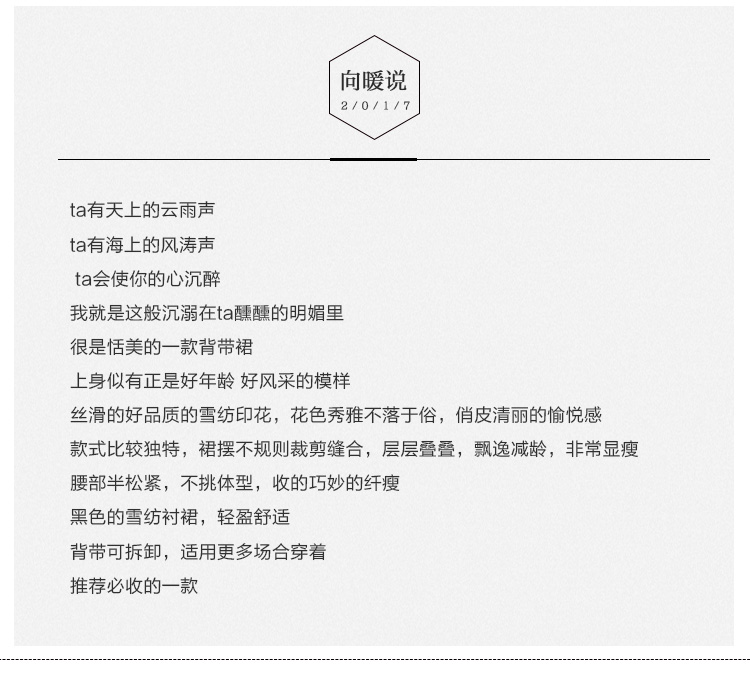 向暖说
2/0/1/7
ta有天上的云雨声
ta有海上的风涛声
ta会使你的心沉醉
我就是这般沉溺在ta醺醺的明媚里
很是恬美的一款背带裙
上身似有正是好年龄 好风采的模样
丝滑的好品质的雪纺印花，花色秀雅不落于俗，俏皮清丽的愉悦感
款式比较独特，裙摆不规则裁剪缝合，层层叠叠，飘逸减龄，非常显瘦
腰部半松紧，不挑体型，收的巧妙的纤瘦
黑色的雪纺衬裙，轻盈舒适
背带可拆卸，适用更多场合穿着
推荐必收的一款